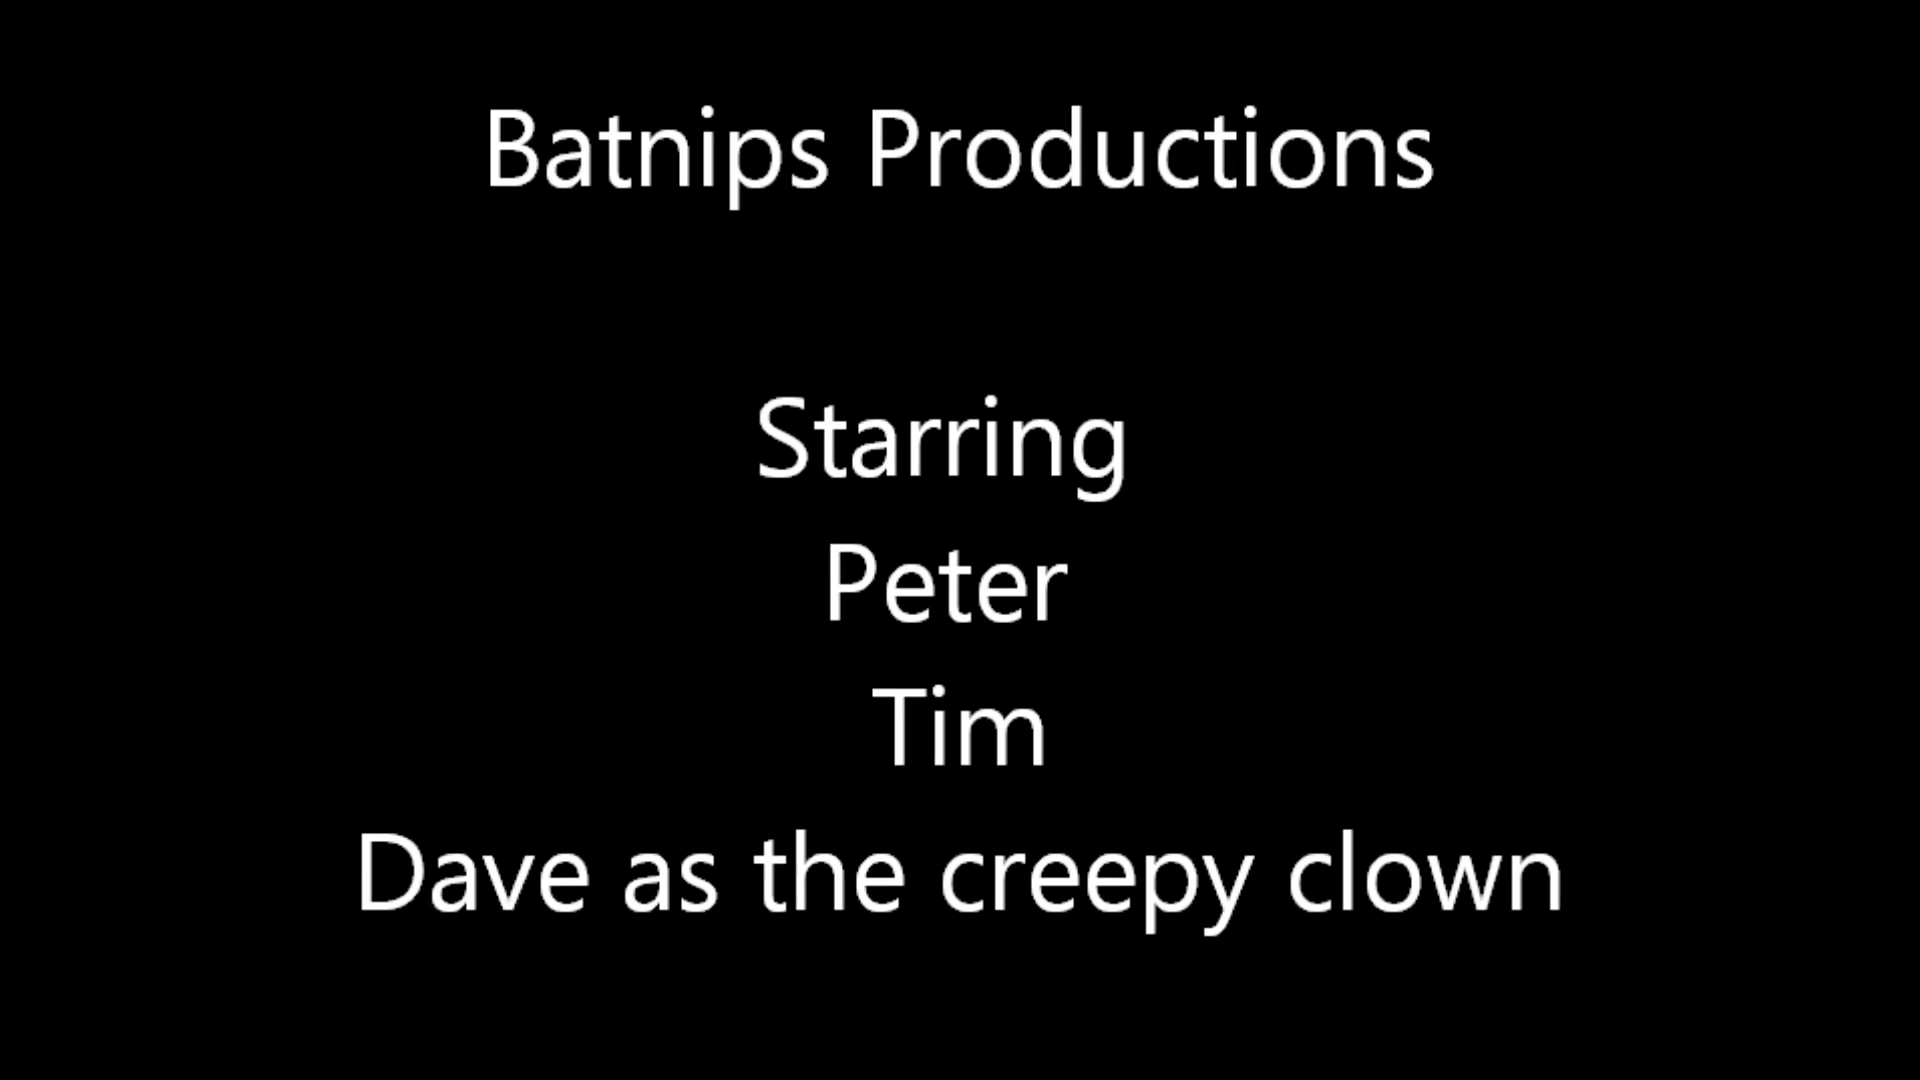 Batnips Productions
Starring
Peter
Tim
Dave as the creepy clown